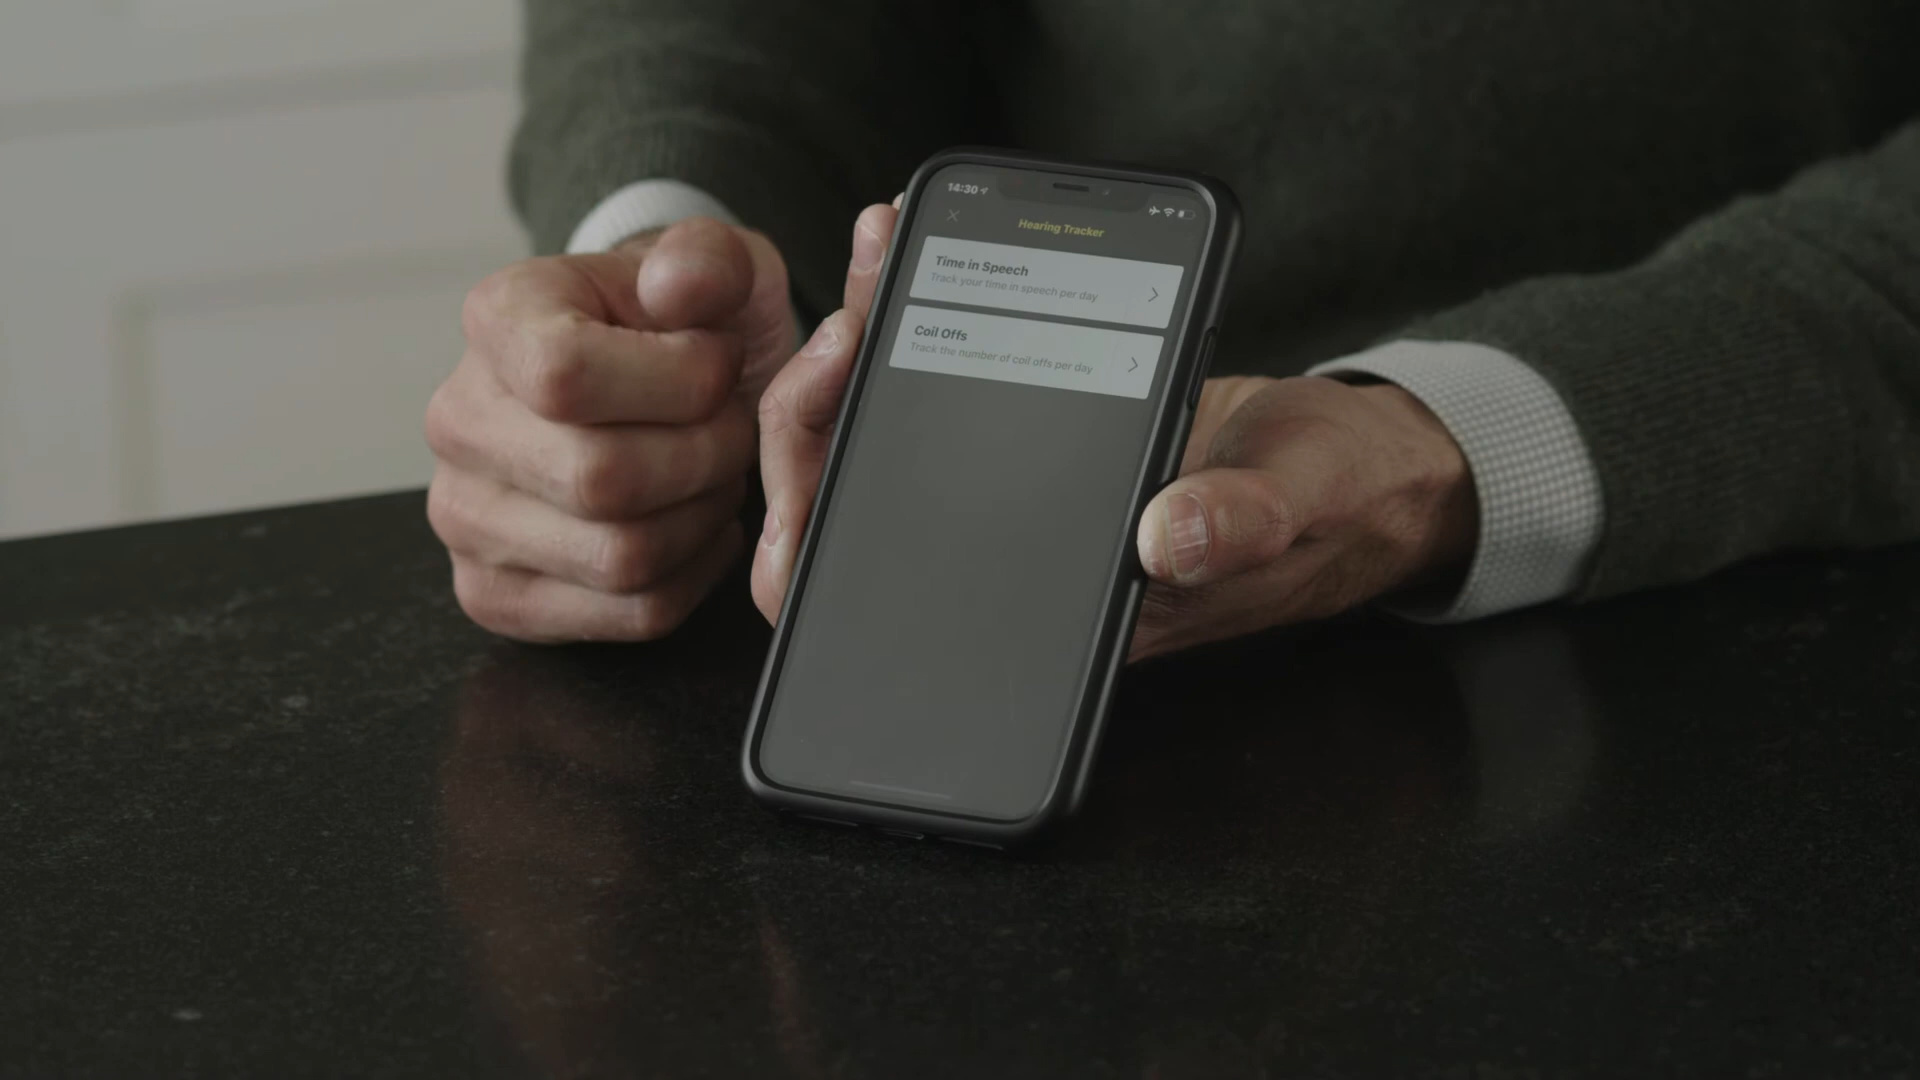 14:30
Hearing Tracker
Time in Speech
Track your time in speech per day
Coil Offs
Track the number of coil offs per day